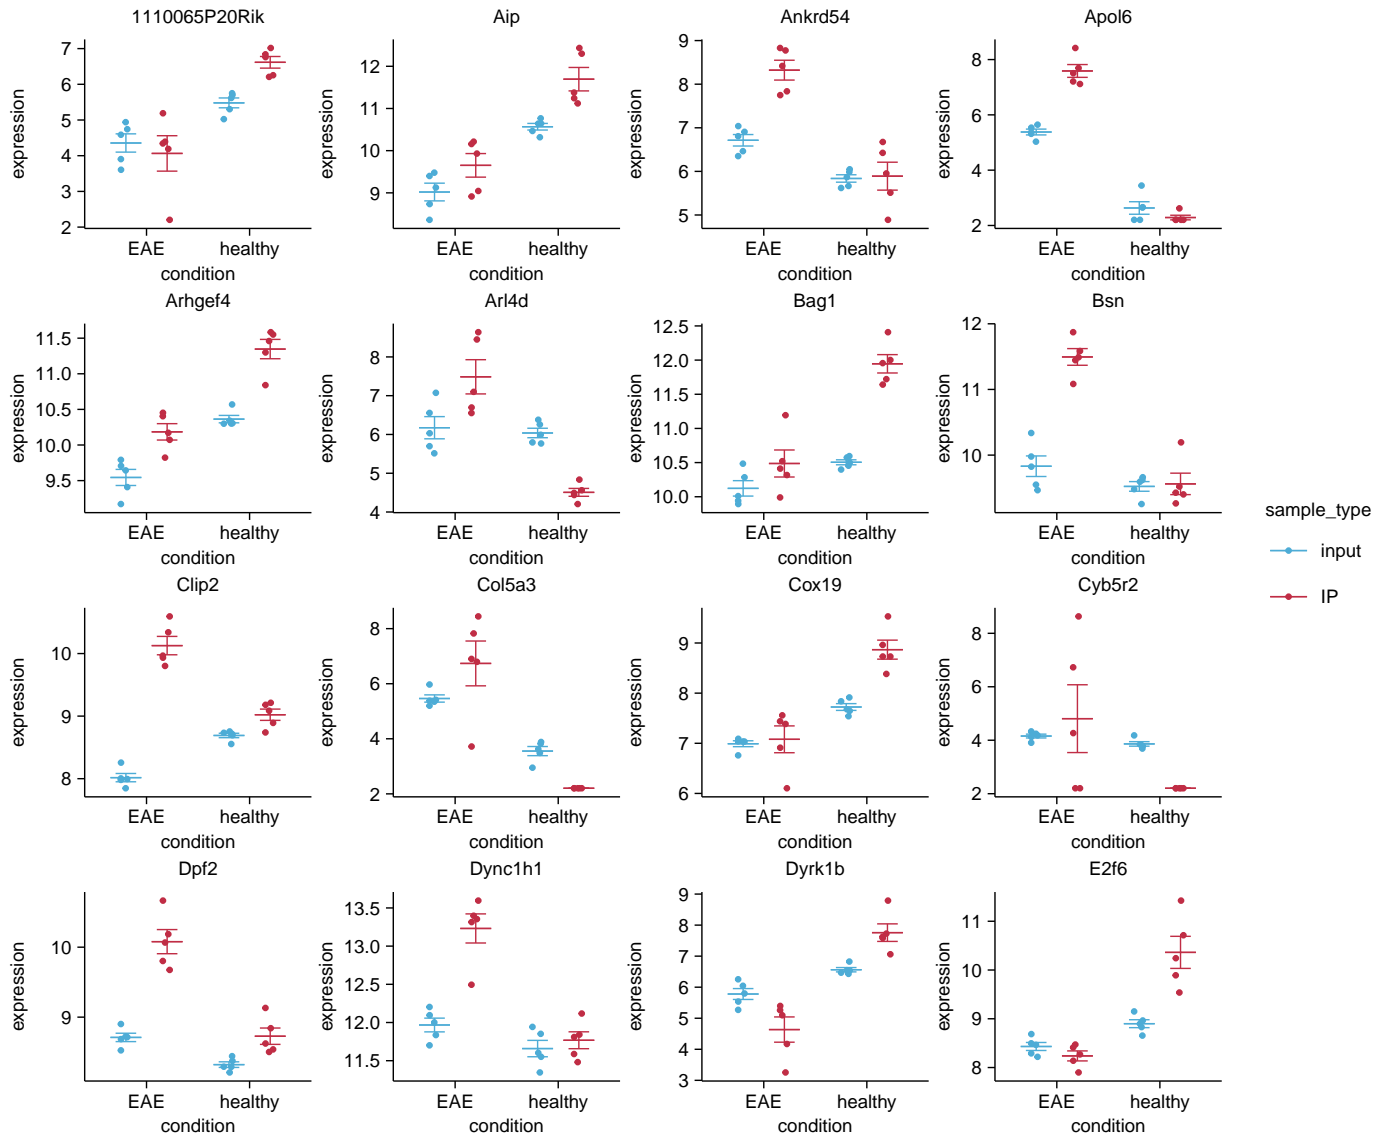 1110065P20Rik
expression
7
6
5
4
3
2
EAE
healthy
condition
Aip
expression
12
11
10
9
EAE
healthy
condition
Ankrd54
expression
9
8
7
6
5
EAE
healthy
condition
Apol6
expression
8
6
4
2
EAE
healthy
condition
Arhgef4
expression
11.5
11.0
10.5
10.0
9.5
EAE
healthy
condition
Arl4d
expression
8
7
6
5
4
EAE
healthy
condition
Bag1
expression
12.5
12.0
11.5
11.0
10.5
10.0
EAE
healthy
condition
Bsn
expression
12
11
10
EAE
healthy
condition
sample_type
input
IP
Clip2
expression
10
9
8
EAE
healthy
condition
Col5a3
expression
8
6
4
2
EAE
healthy
condition
Cox19
expression
9
8
7
6
EAE
healthy
condition
Cyb5r2
expression
8
6
4
2
EAE
healthy
condition
Dpf2
expression
10
9
EAE
healthy
condition
Dync1h1
expression
13.5
13.0
12.5
12.0
11.5
EAE
healthy
condition
Dyrk1b
expression
9
8
7
6
5
4
3
EAE
healthy
condition
E2f6
expression
11
10
9
8
EAE
healthy
condition